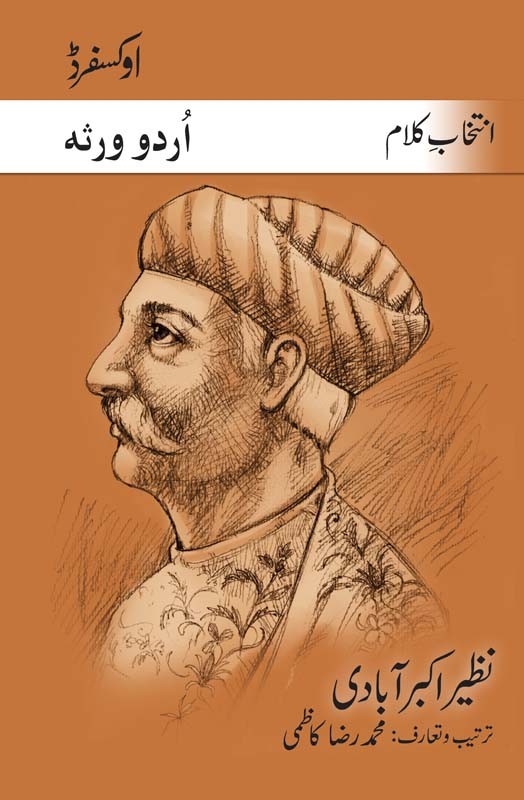 اوکسفرڈ
انتخابِ کلام
اُردو ورثہ
نظیر اکبر آبادی
ترتیب و تعارف: محمد رضا کاظمی